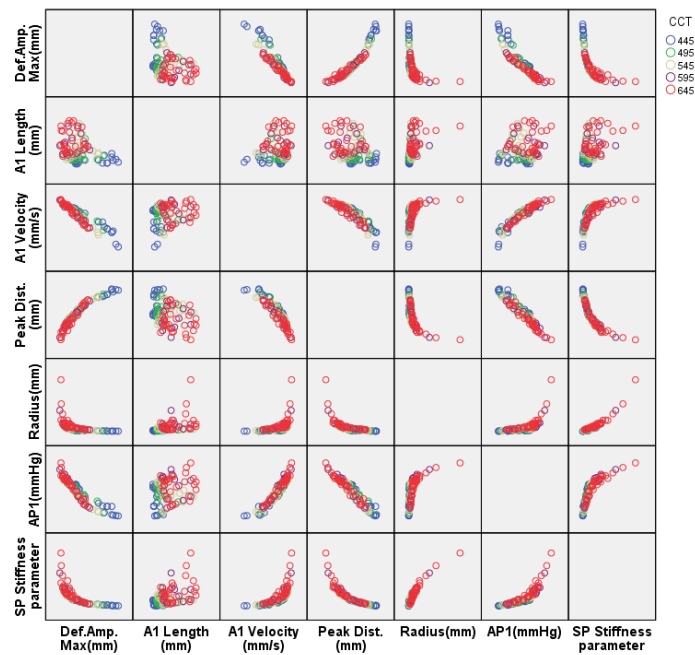 CCT
445
495
545
595
645
Def.Amp.
Max(mm)
A1 Length
(mm)
A1 Velocity
(mm/s)
Peak Dist.
(mm)
Radius(mm)
AP1(mmHg)
SP Stiffness
parameter
Def.Amp.
Max(mm)
A1 Length
(mm)
A1 Velocity
(mm/s)
Peak Dist.
(mm)
Radius(mm)
AP1(mmHg)
SP Stiffness
parameter